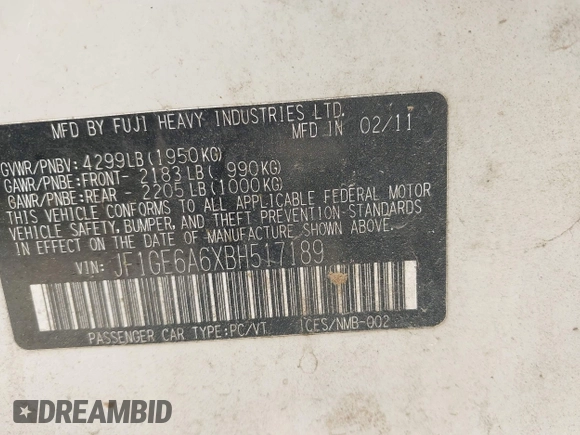 MFD BY FUJI HEAVY INDUSTRIES LTD.
MFD IN 02/11
GVWR/PNBV: 4299LB(1950KG)
GAWR/PNBE:FRONT- 2183LB( 990KG)
GAWR/PNBE:REAR - 2205LB(1000KG)
THIS VEHICLE CONFORMS TO ALL APPLICABLE FEDERAL MOTOR
VEHICLE SAFETY, BUMPER, AND THEFT PREVENTION STANDARDS
IN EFFECT ON THE DATE OF MANUFACTURE SHOWN ABOVE.
VIN: JF1GE6A6XBH517189
PASSENGER CAR TYPE:PC/VT ICES/NMB-002
DREAMBID